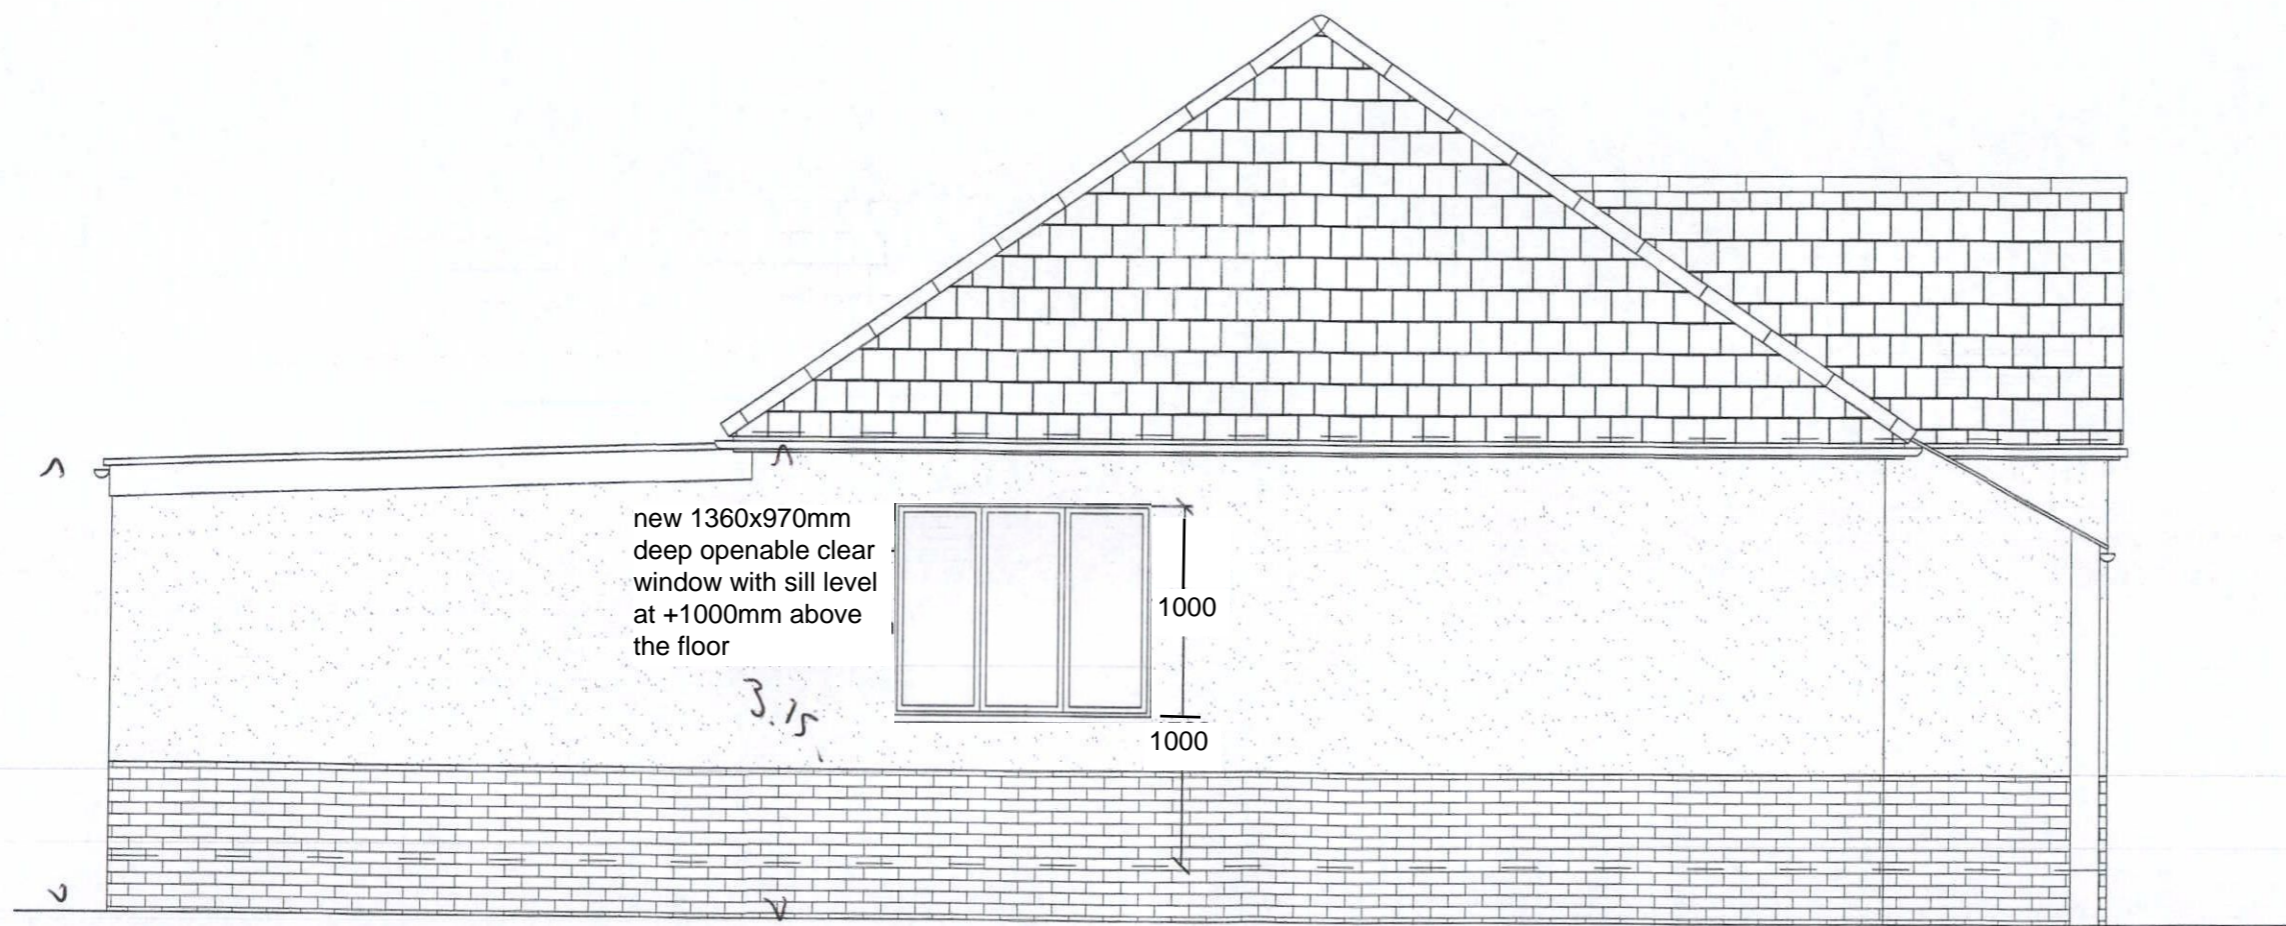 new 1360x970mm
deep openable clear
window with sill level
at +1000mm above
the floor
1000
3.15
1000